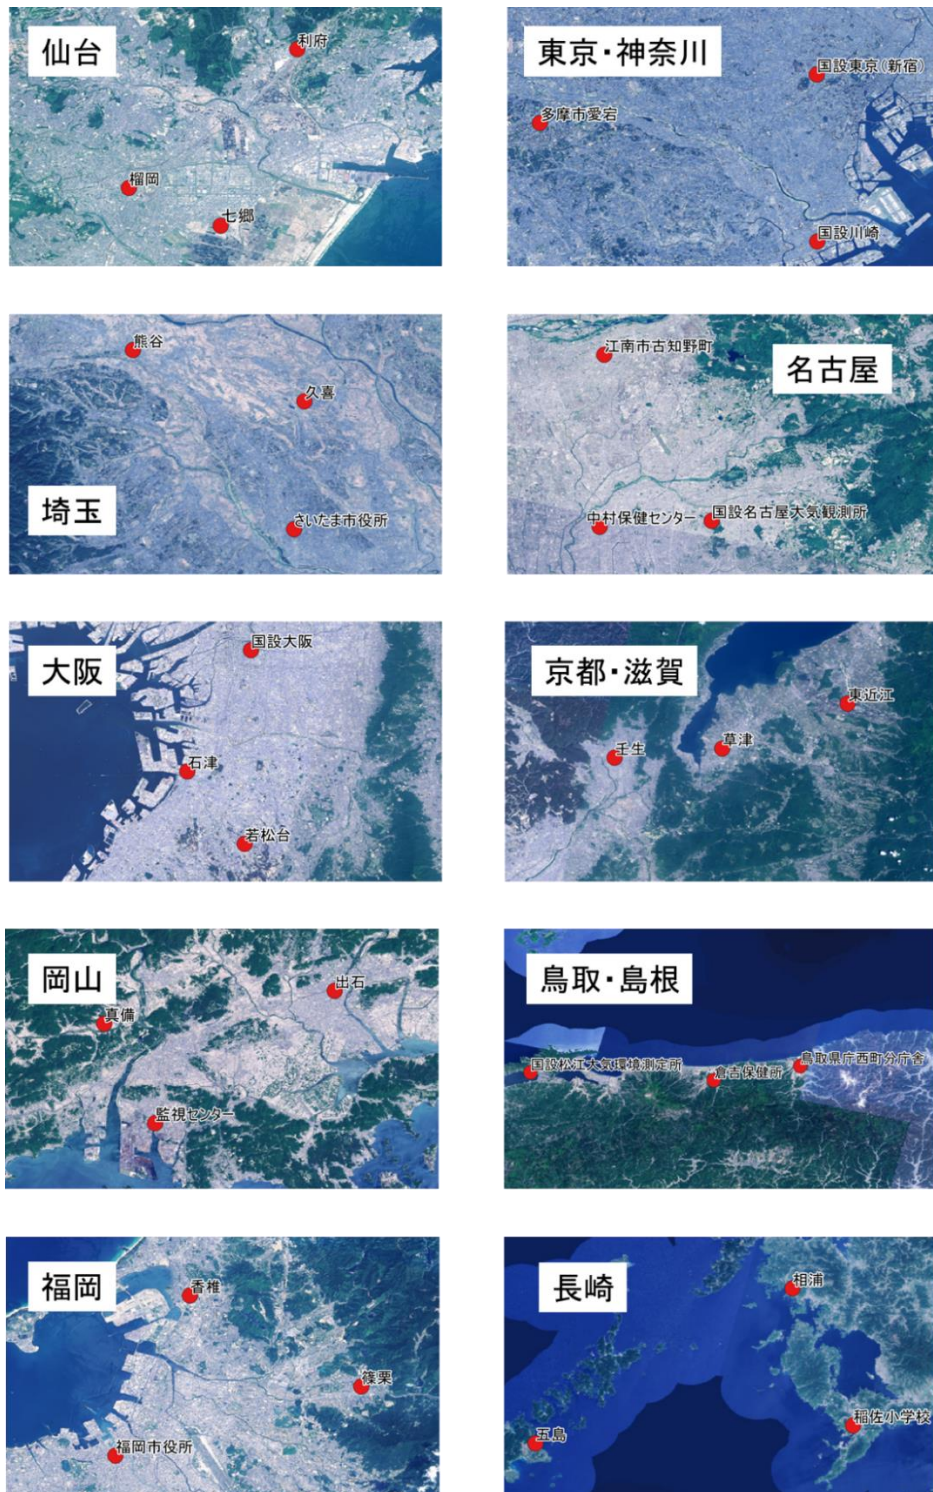 仙台
利府
榴岡
七郷
東京・神奈川
国設東京(新宿)
多摩市愛宕
国設川崎
埼玉
熊谷
久喜
さいたま市役所
名古屋
江南市古知野町
中村保健センター
国設名古屋大気観測所
大阪
国設大阪
石津
若松台
京都・滋賀
東近江
草津
壬生
岡山
出石
真備
監視センター
鳥取・島根
国設松江大気環境測定所
倉吉保健所
鳥取県庁西町分庁舎
福岡
香椎
篠栗
福岡市役所
長崎
相浦
稲佐小学校
五島